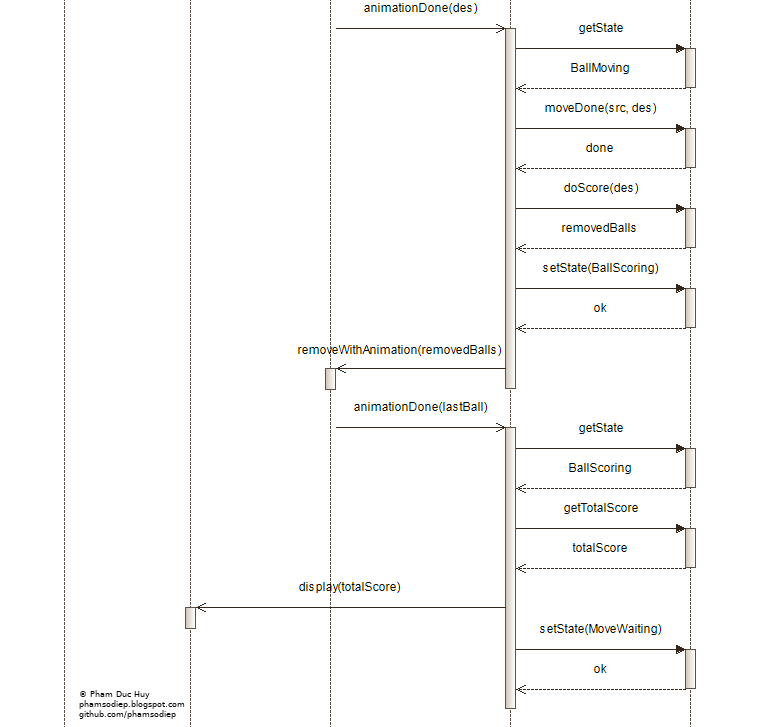 animationDone(des)
getState
BallMoving
moveDone(src, des)
done
doScore(des)
removedBalls
setState(BallScoring)
ok
removeWithAnimation(removedBalls)
animationDone(lastBall)
getState
BallScoring
getTotalScore
totalScore
display(totalScore)
setState(MoveWaiting)
ok
© Pham Duc Huy
phamsodiep.blogspot.com
github.com/phamsodiep